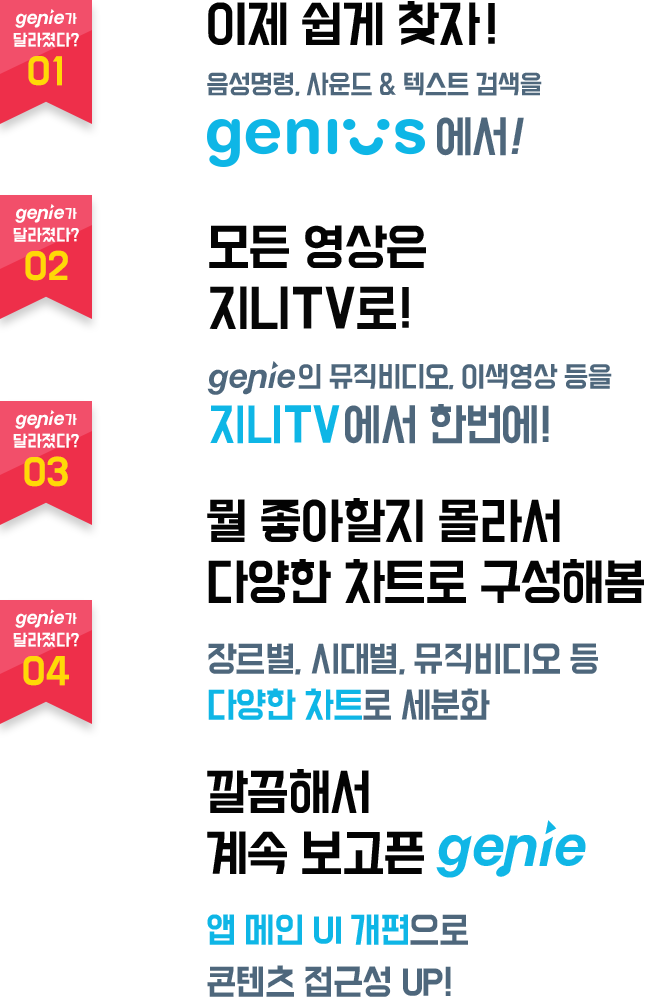 genie가
달라졌다?
01
이제 쉽게 찾자!
음성명령, 사운드 & 텍스트 검색을
genius에서!
genie가
달라졌다?
02
모든 영상은
지니TV로!
genie의 뮤직비디오, 이색영상 등을
지니TV에서 한번에!
genie가
달라졌다?
03
뭘 좋아할지 몰라서
다양한 차트로 구성해봄
장르별, 시대별, 뮤직비디오 등
다양한 차트로 세분화
genie가
달라졌다?
04
깔끔해서
계속 보고픈 genie
앱 메인 UI 개편으로
콘텐츠 접근성 UP!